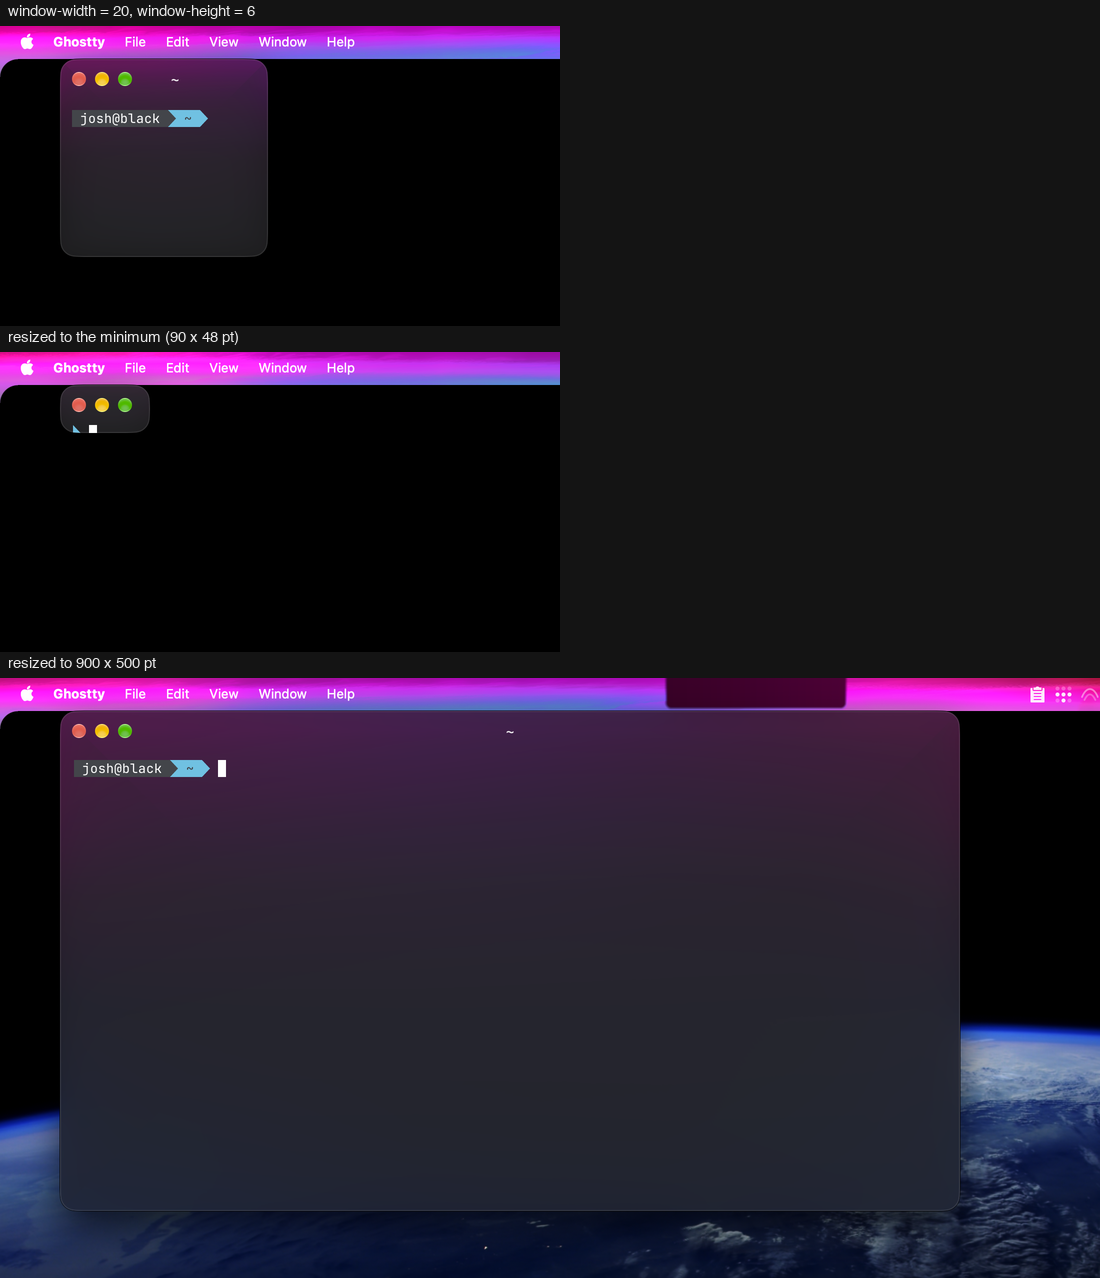 window-width = 20, window-height = 6
Ghostty File Edit View Window Help
~
josh@black ~
resized to the minimum (90 x 48 pt)
Ghostty File Edit View Window Help
resized to 900 x 500 pt
Ghostty File Edit View Window Help
~
josh@black ~